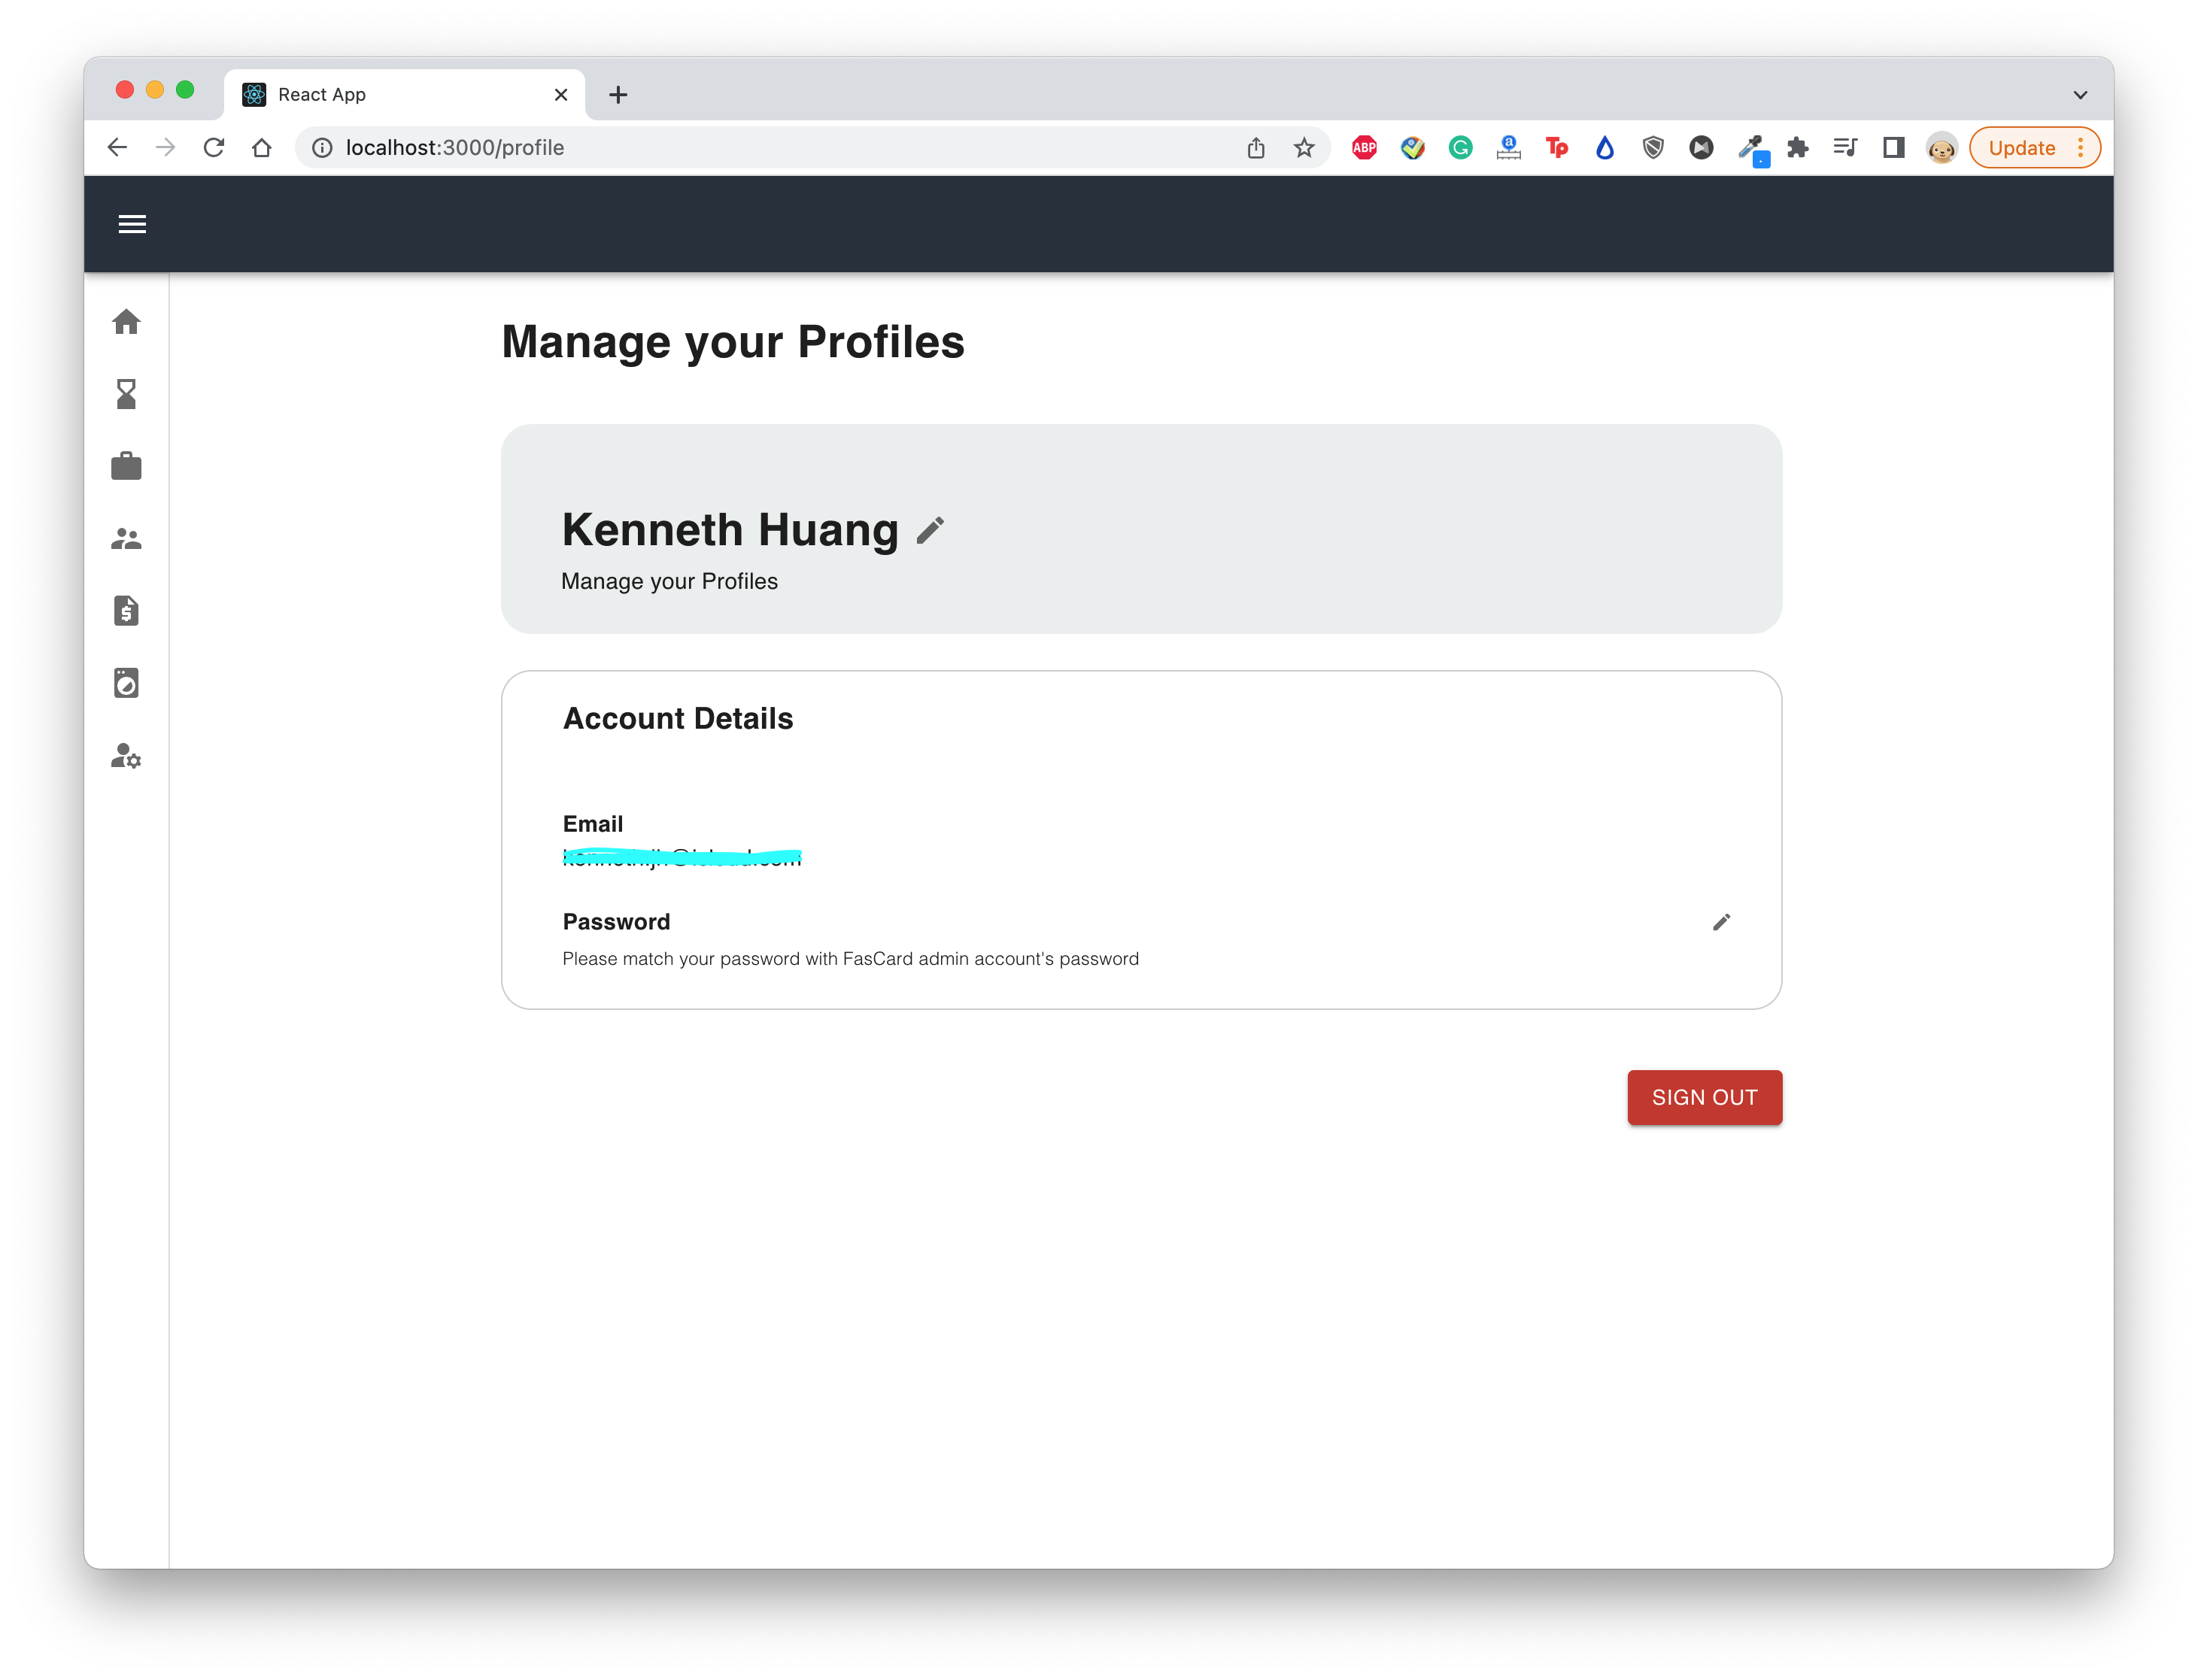 React App
localhost:3000/profile
ABP
G
a
Tp
Update
Manage your Profiles
Kenneth Huang
Manage your Profiles
Account Details
Email
Password
Please match your password with FasCard admin account's password
SIGN OUT